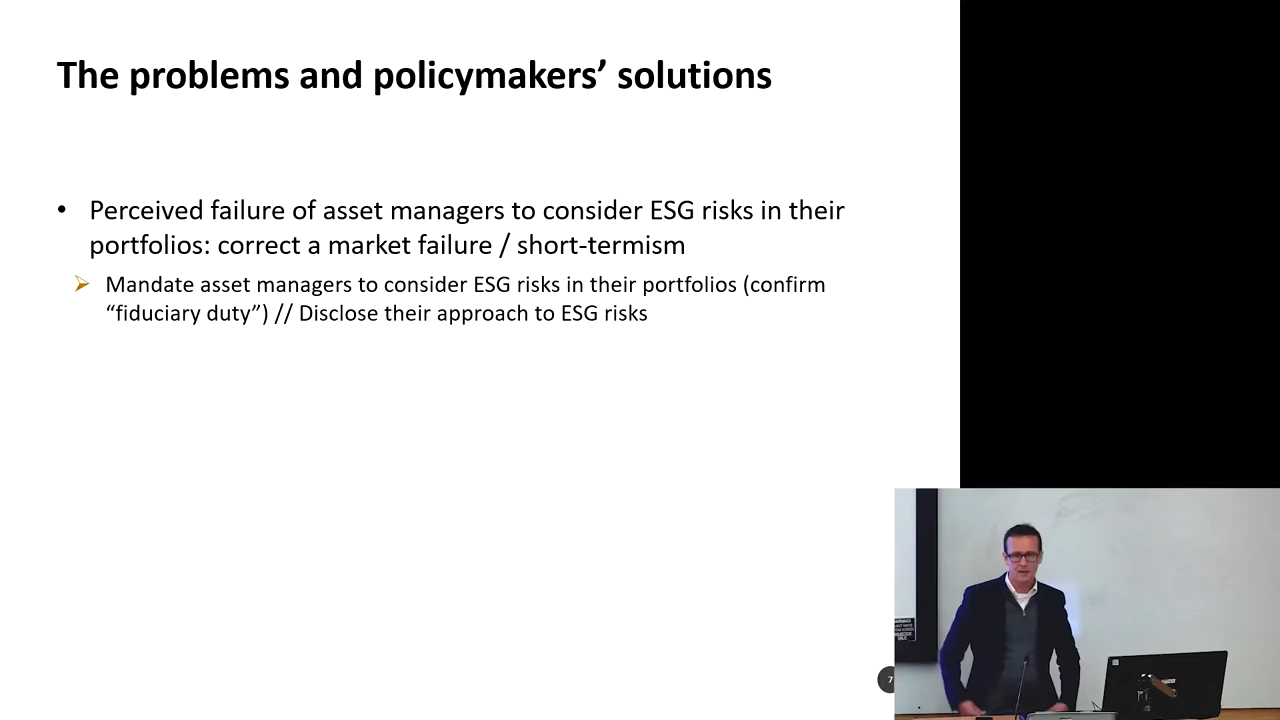 The problems and policymakers’ solutions
• Perceived failure of asset managers to consider ESG risks in their
portfolios: correct a market failure / short-termism
➢ Mandate asset managers to consider ESG risks in their portfolios (confirm
“fiduciary duty”) // Disclose their approach to ESG risks
7